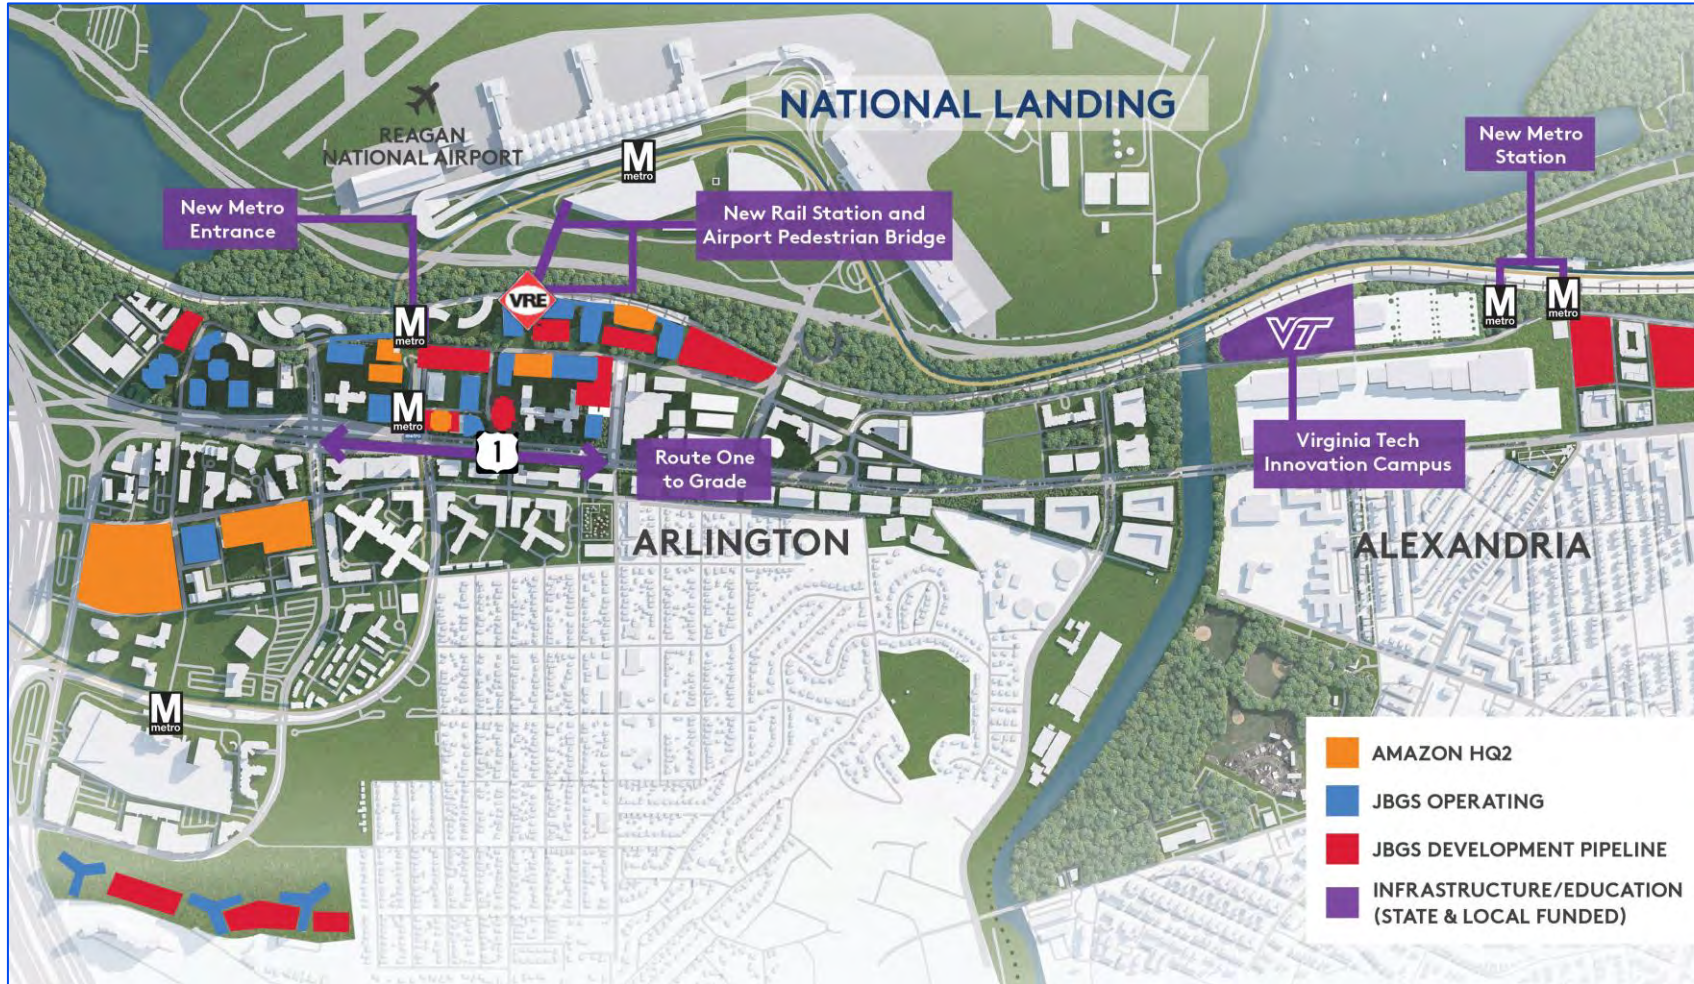 NATIONAL LANDING
REAGAN
NATIONAL AIRPORT
M
metro
New Metro
Station
New Metro
Entrance
New Rail Station and
Airport Pedestrian Bridge
VRE
M
metro
M
metro
M
metro
VT
M
metro
1
Route One
to Grade
Virginia Tech
Innovation Campus
ARLINGTON
ALEXANDRIA
M
metro
AMAZON HQ2
JBGS OPERATING
JBGS DEVELOPMENT PIPELINE
INFRASTRUCTURE/EDUCATION
(STATE & LOCAL FUNDED)